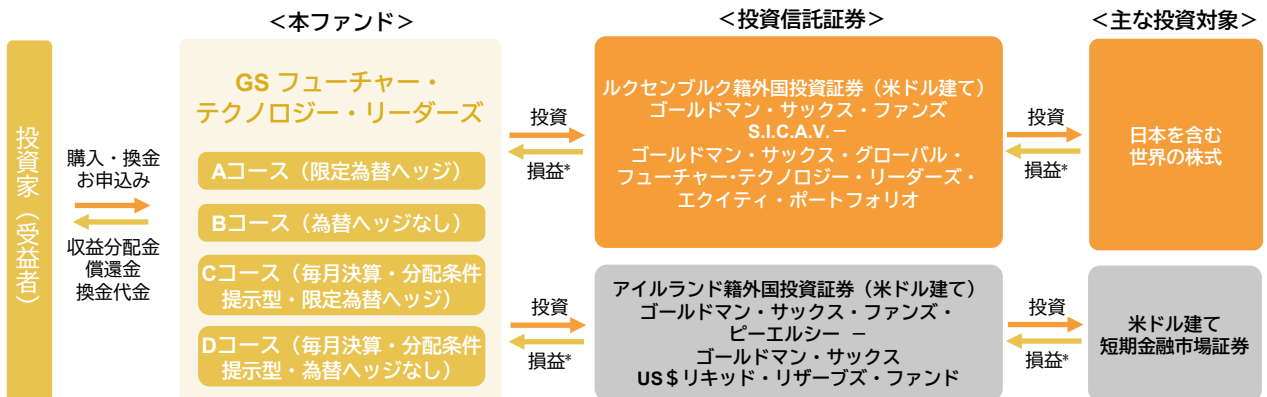 ＜本ファンド＞
＜投資信託証券＞
＜主な投資対象＞
投資家（受益者）
購入・換金
お申込み
収益分配金
償還金
換金代金
GS フューチャー・
テクノロジー・リーダーズ
Aコース（限定為替ヘッジ）
Bコース（為替ヘッジなし）
Cコース（毎月決算・分配条件
提示型・限定為替ヘッジ）
Dコース（毎月決算・分配条件
提示型・為替ヘッジなし）
投資
損益*
ルクセンブルク籍外国投資証券（米ドル建て）
ゴールドマン・サックス・ファンズ
S.I.C.A.V.－
ゴールドマン・サックス・グローバル・
フューチャー・テクノロジー・リーダーズ・
エクイティ・ポートフォリオ
投資
損益*
日本を含む
世界の株式
投資
損益*
アイルランド籍外国投資証券（米ドル建て）
ゴールドマン・サックス・ファンズ・
ピーエルシー －
ゴールドマン・サックス
US＄リキッド・リザーブズ・ファンド
投資
損益*
米ドル建て
短期金融市場証券